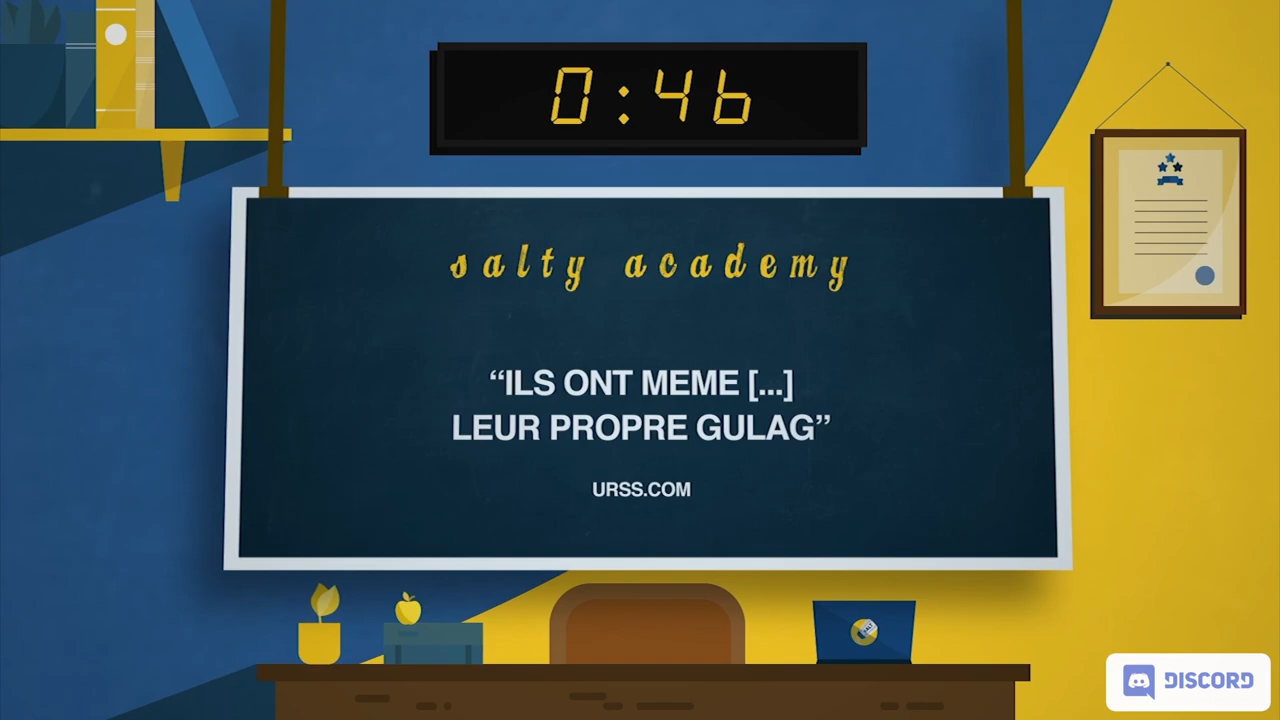 0:46
salty academy
“ILS ONT MEME [...]
LEUR PROPRE GULAG”
URSS.COM
DISCORD